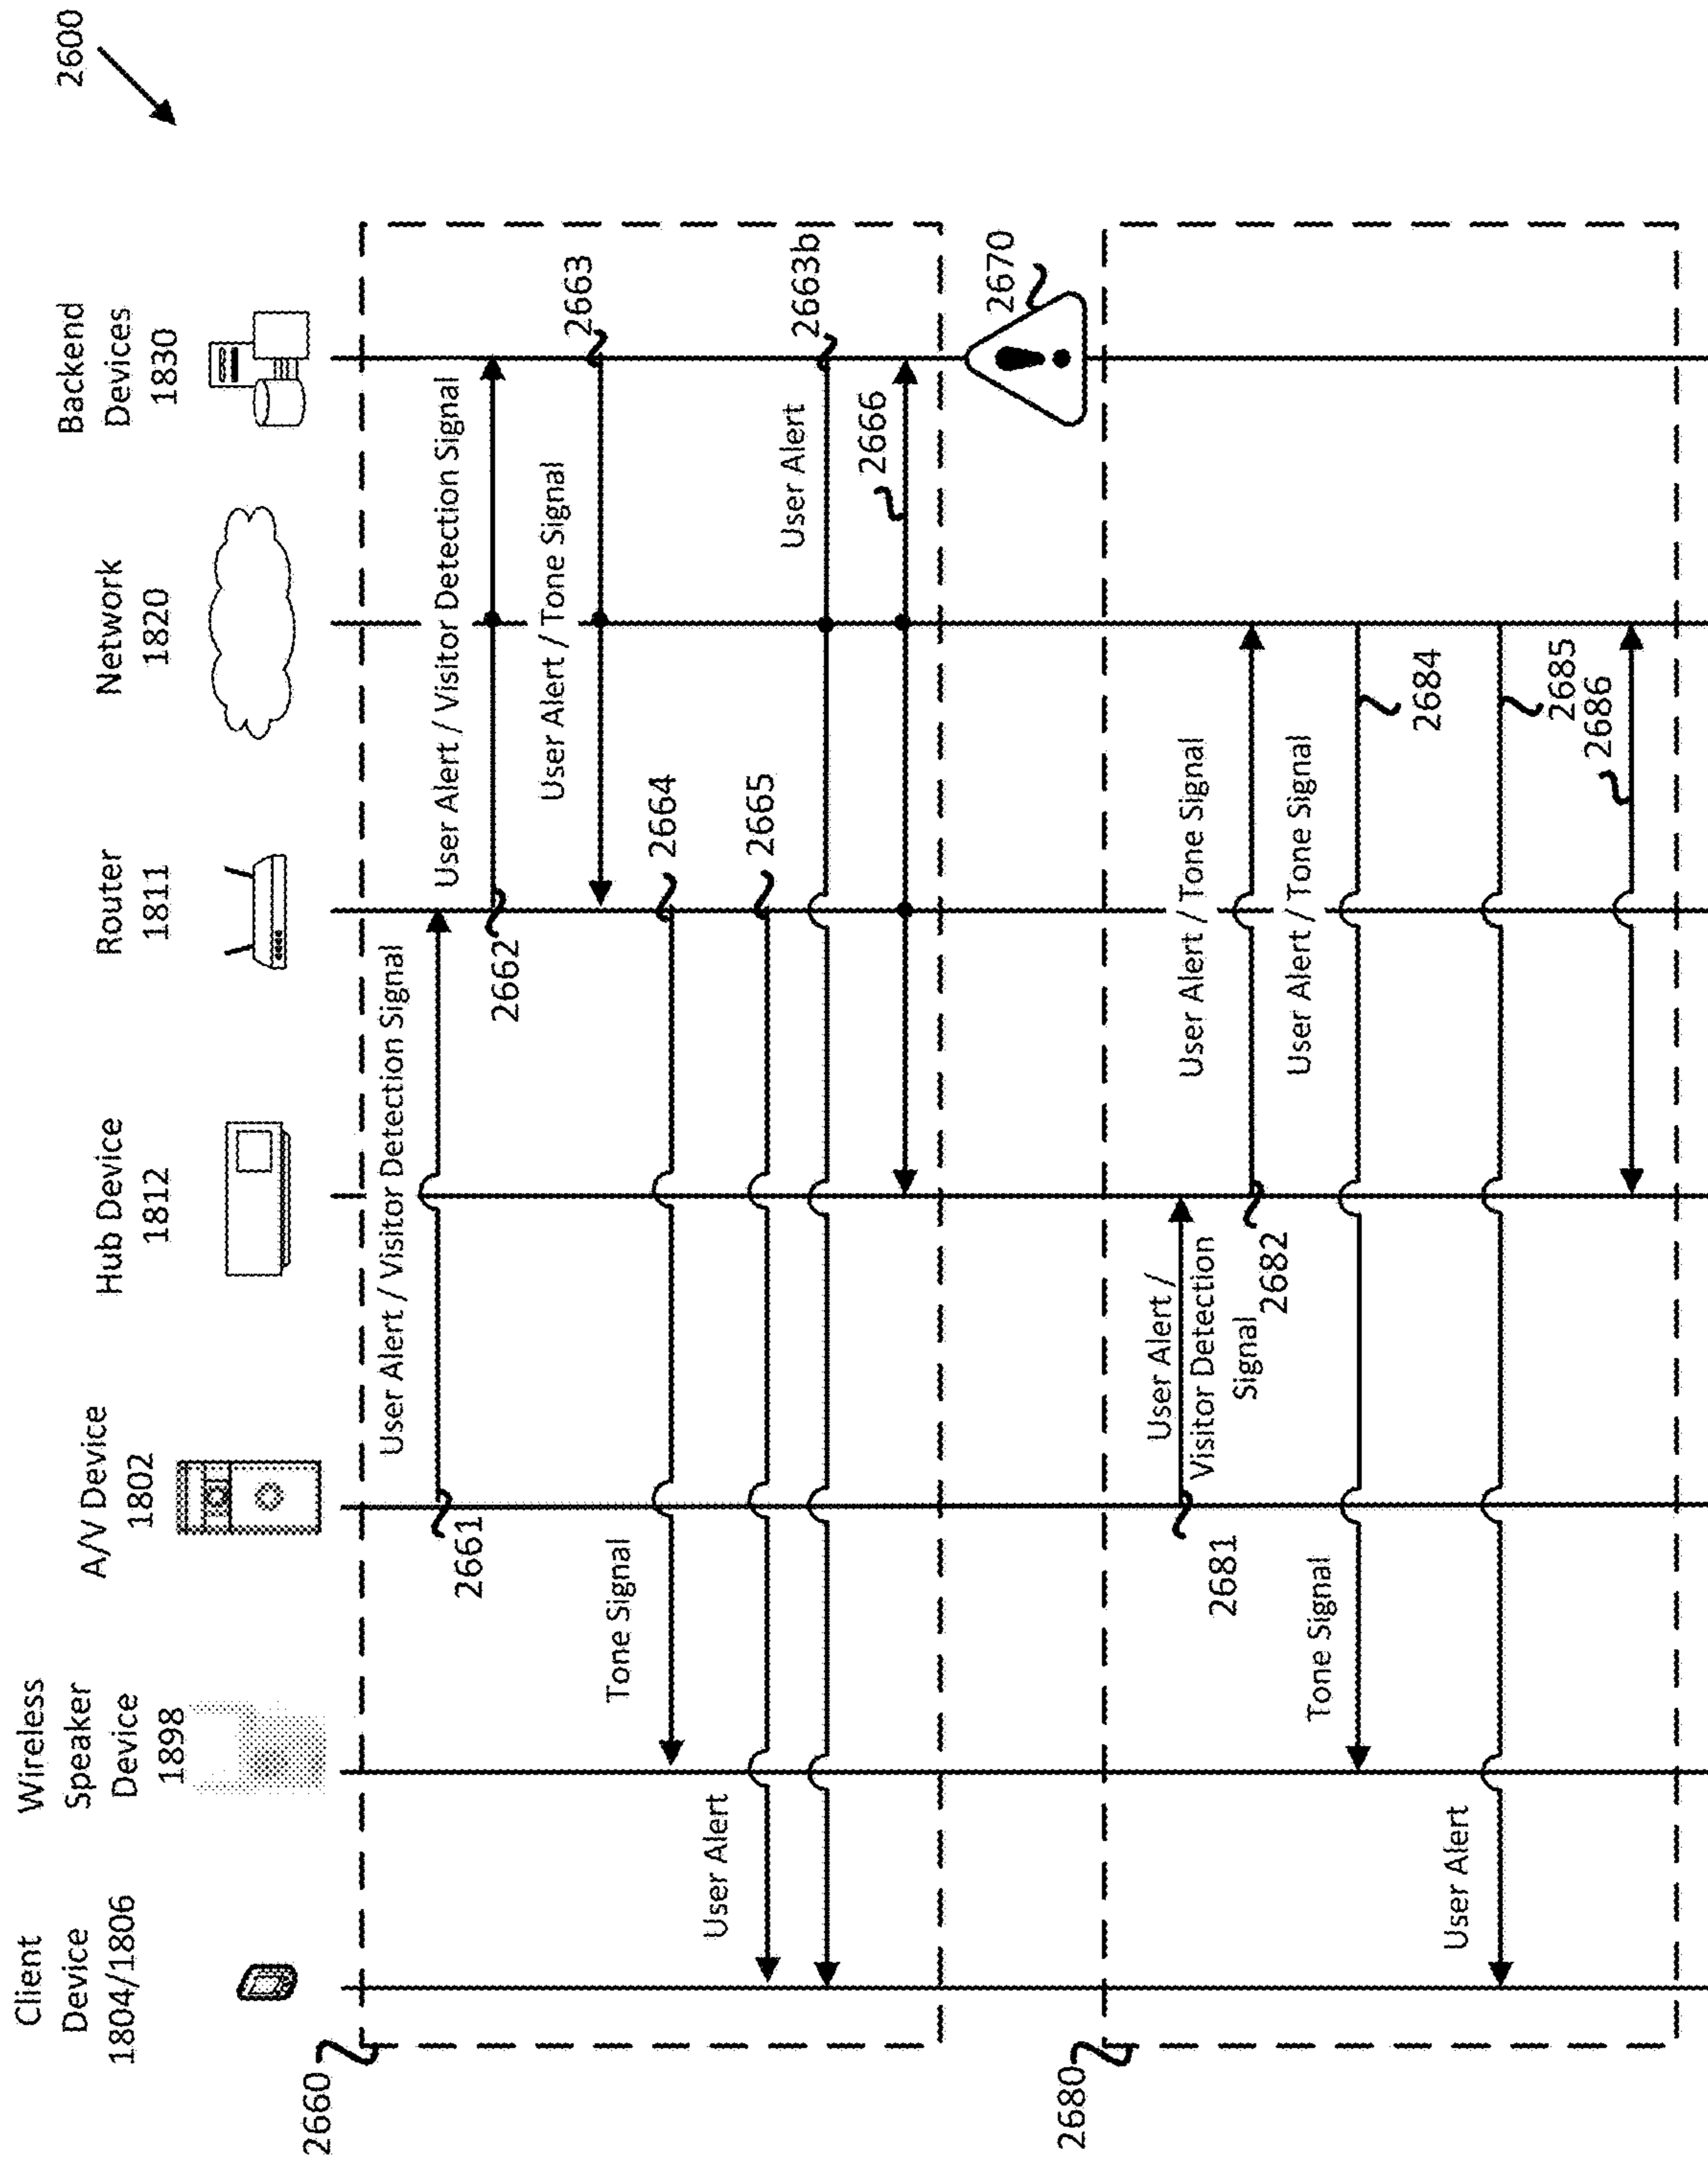 2600
Client
Device
1804/1806
Wireless
Speaker
Device
1898
A/V Device
1802
Hub Device
1812
Router
1811
Network
1820
Backend
Devices
1830
2660
User Alert / Visitor Detection Signal
2661
User Alert / Visitor Detection Signal
2662
User Alert / Tone Signal
2663
Tone Signal
2664
User Alert
2665
User Alert
2663b
2666
2670
2680
User Alert /
Visitor Detection
Signal
2681
User Alert / Tone Signal
2682
User Alert / Tone Signal
Tone Signal
2684
User Alert
2685
2686